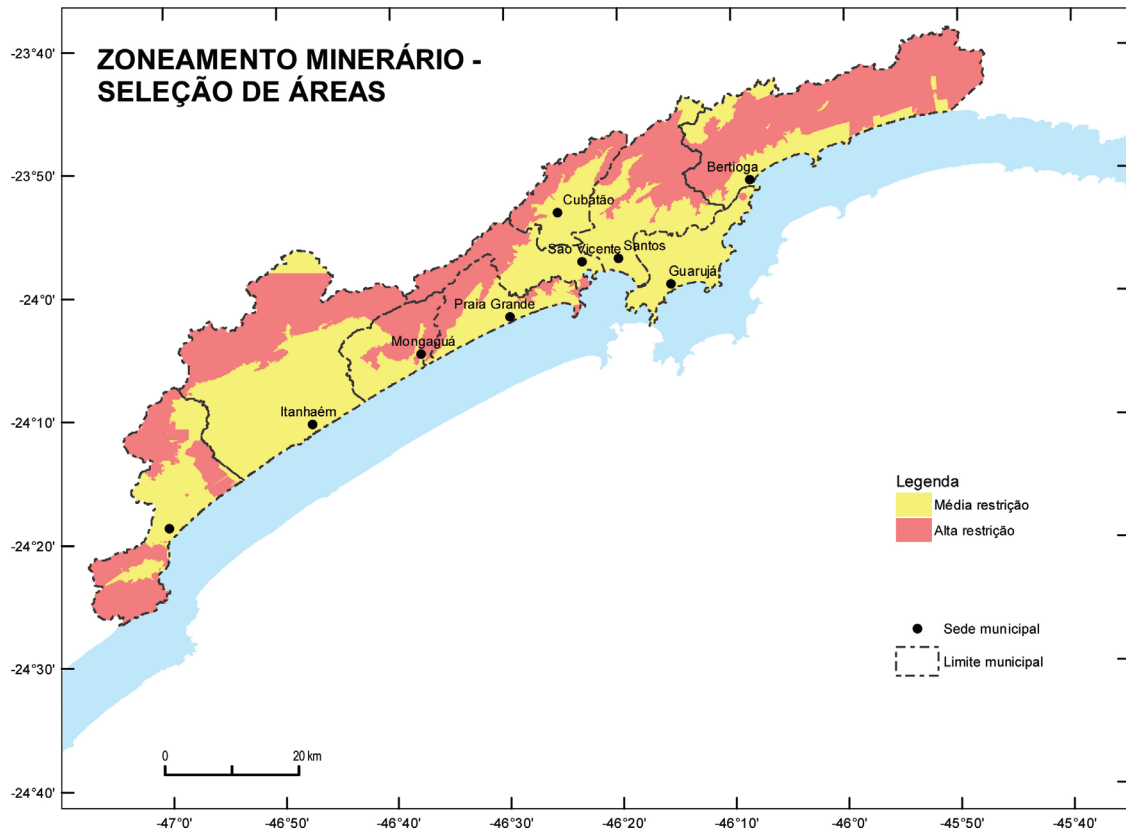 ZONEAMENTO MINERÁRIO -
SELEÇÃO DE ÁREAS
-23°40'
-23°50'
-24°0'
-24°10'
-24°20'
-24°30'
-24°40'
Bertioga
Cubatão
São Vicente
Santos
Guarujá
Praia Grande
Mongaguá
Itanhaém
Legenda
Média restrição
Alta restrição
Sede municipal
Limite municipal
0 20 km
-47°0' -46°50' -46°40' -46°30' -46°20' -46°10' -46°0' -45°50' -45°40'